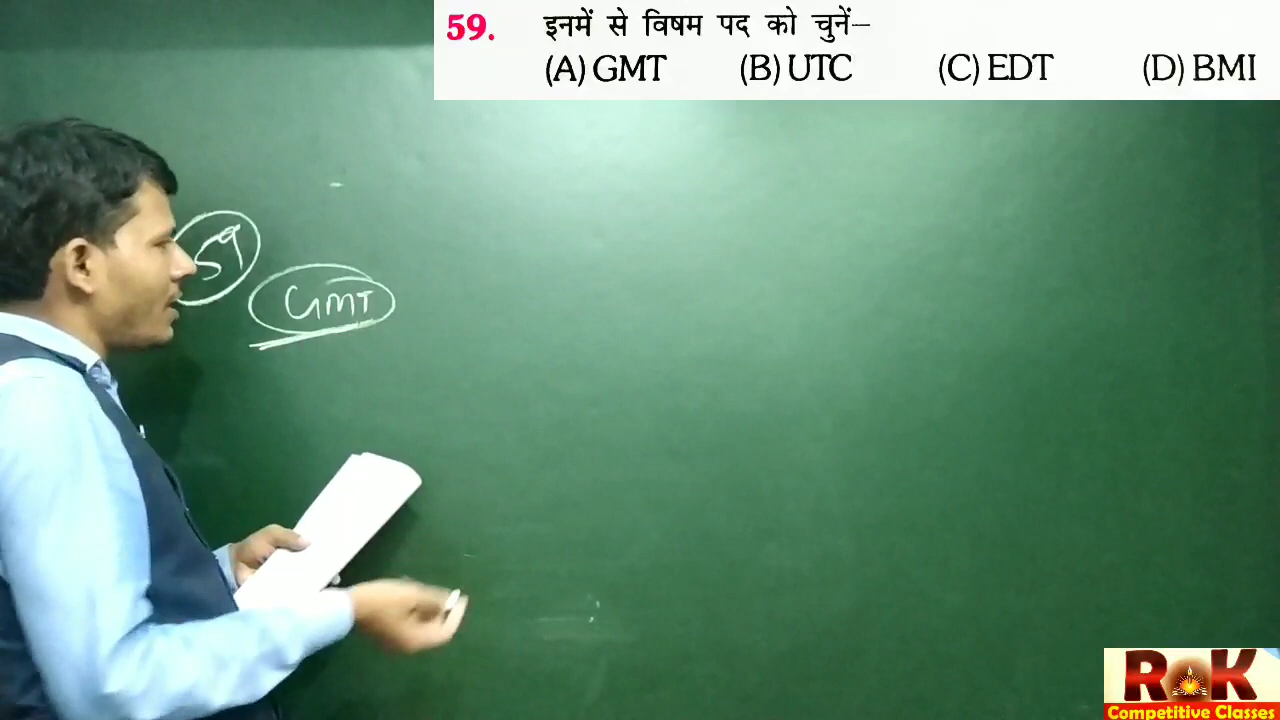 59. इनमें से विषम पद को चुनें–
(A) GMT (B) UTC (C) EDT (D) BMI
59
GMT
RK
Competitive Classes